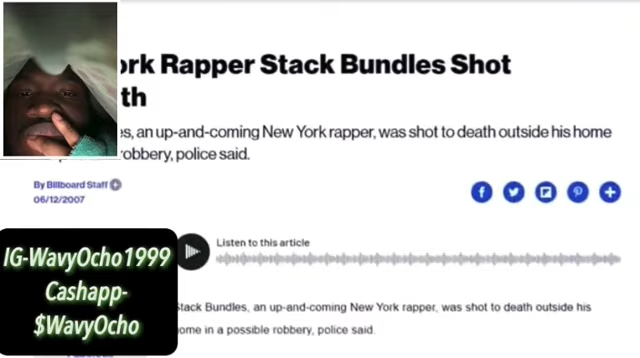 rk Rapper Stack Bundles Shot
th
es, an up-and-coming New York rapper, was shot to death outside his home
robbery, police said.
By Billboard Staff
06/12/2007
Listen to this article
IG-WavyOcho1999
Cashapp-
$WavyOcho
Stack Bundles, an up-and-coming New York rapper, was shot to death outside his
ome in a possible robbery, police said.